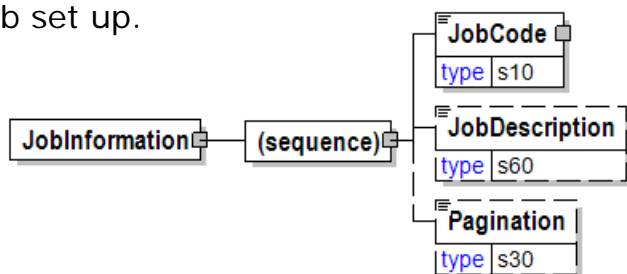 b set up.
JobCode
type s10
JobInformation
(sequence)
JobDescription
type s60
Pagination
type s30